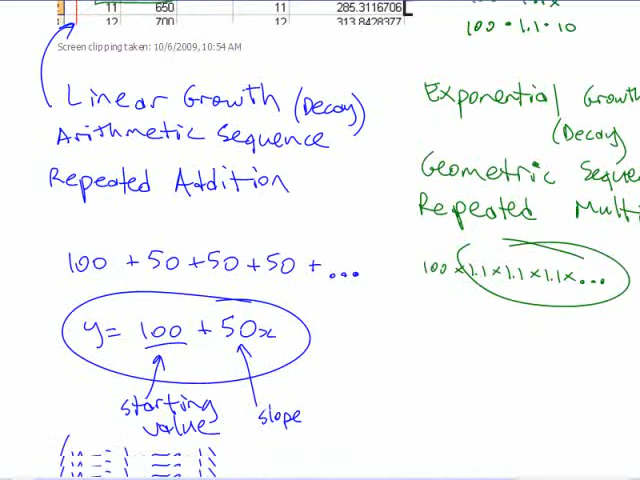 11 650 11 285.3116706
12 700 12 313.8428377
100 · 1.1 · 10
Screen clipping taken: 10/6/2009, 10:54 AM
Linear Growth (Decay)
Arithmetic Sequence
Repeated Addition
100 + 50 + 50 + 50 + ...
y = 100 + 50x
starting value
slope
Exponential Growth
(Decay)
Geometric Seque
Repeated Multi
100 × 1.1 × 1.1 × 1.1 × ...